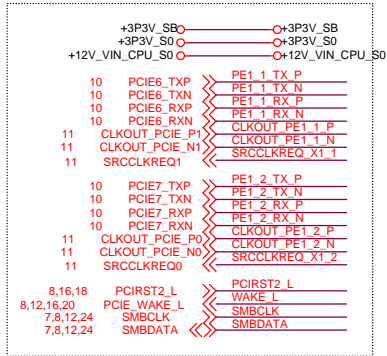 +3P3V_SB +3P3V_SB
+3P3V_S0 +3P3V_S0
+12V_VIN_CPU_S0 +12V_VIN_CPU_S0
10 PCIE6_TXP PE1_1_TX_P
10 PCIE6_TXN PE1_1_TX_N
10 PCIE6_RXP PE1_1_RX_P
10 PCIE6_RXN PE1_1_RX_N
11 CLKOUT_PCIE_P1 CLKOUT_PE1_1_P
11 CLKOUT_PCIE_N1 CLKOUT_PE1_1_N
11 SRCCLKREQ1 SRCCLKREQ_X1_1
10 PCIE7_TXP PE1_2_TX_P
10 PCIE7_TXN PE1_2_TX_N
10 PCIE7_RXP PE1_2_RX_P
10 PCIE7_RXN PE1_2_RX_N
11 CLKOUT_PCIE_P0 CLKOUT_PE1_2_P
11 CLKOUT_PCIE_N0 CLKOUT_PE1_2_N
11 SRCCLKREQ0 SRCCLKREQ_X1_2
8,16,18 PCIRST2_L PCIRST2_L
8,12,16,20 PCIE_WAKE_L WAKE_L
7,8,12,24 SMBCLK SMBCLK
7,8,12,24 SMBDATA SMBDATA